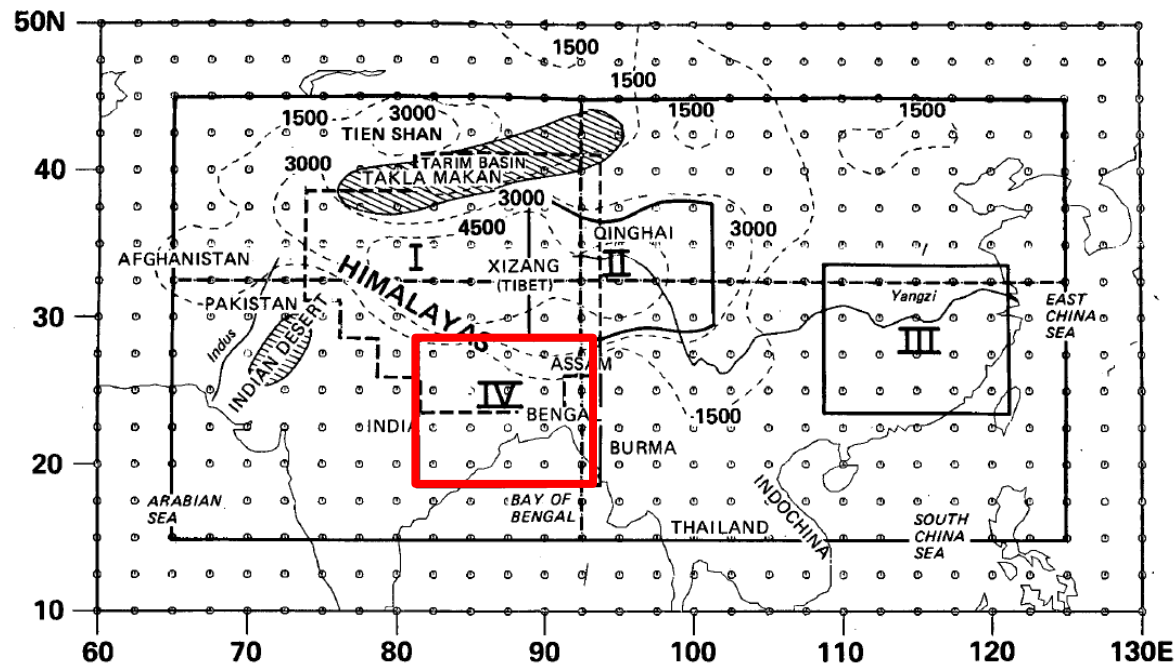 50N
1500
1500
1500
3000
1500
1500
TIEN SHAN
40
3000
TARIM BASIN
TAKLA MAKAN
3000
4500
QINGHAI
3000
AFGHANISTAN
I
XIZANG
(TIBET)
II
HIMALAYAS
PAKISTAN
Yangzi
EAST
CHINA
SEA
30
Indus
INDIAN DESERT
III
ASSAM
IV
1500
INDIA
BENGA
BURMA
20
ARABIAN
SEA
BAY OF
BENGAL
THAILAND
INDOCHINA
SOUTH
CHINA
SEA
10
60
70
80
90
100
110
120
130E